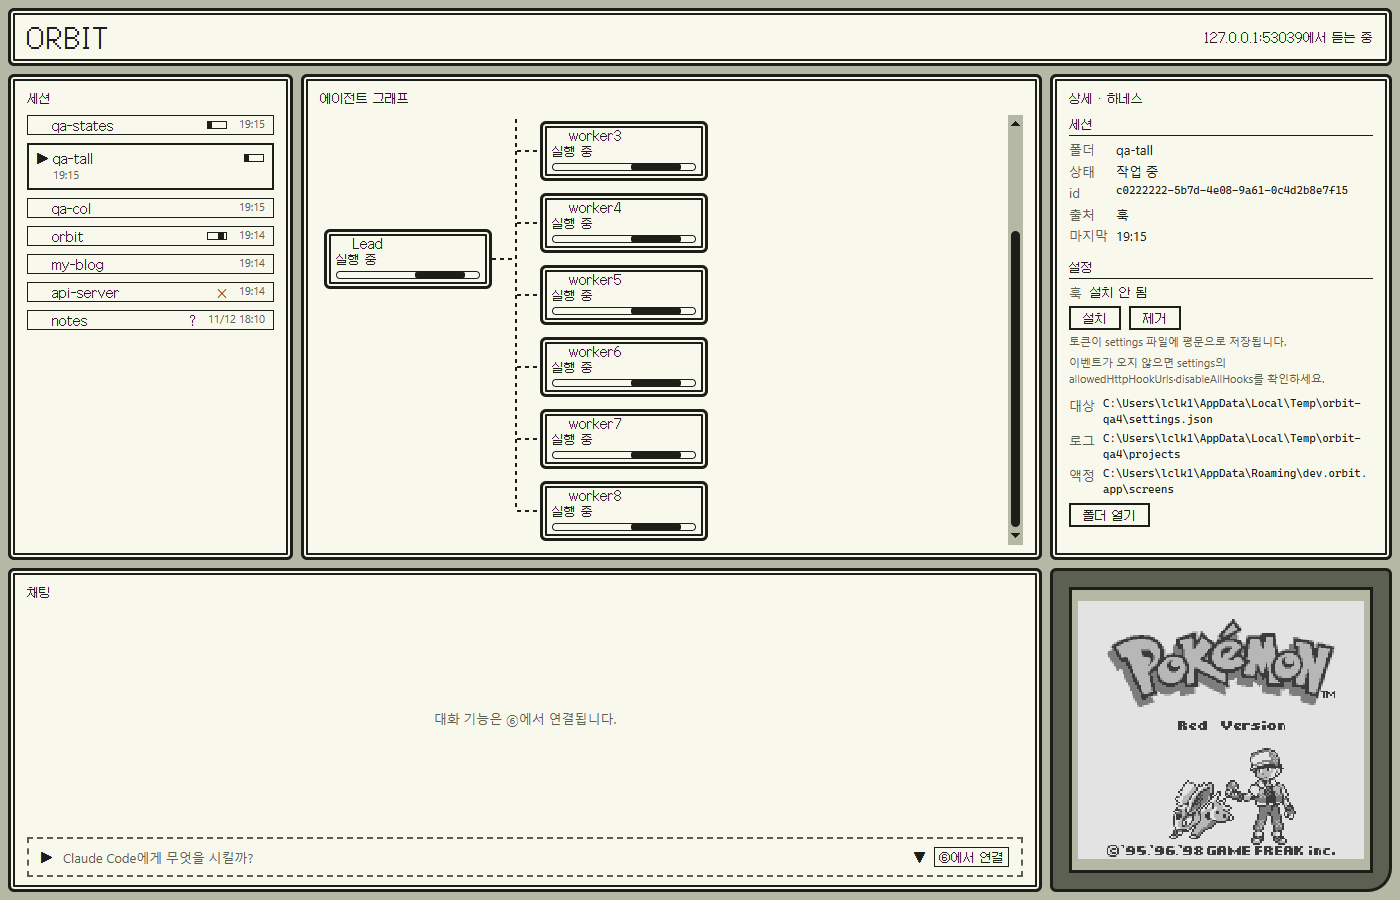 ORBIT
127.0.0.1:53039에서 듣는 중
세션
qa-states 19:15
▶ qa-tall
19:15
qa-col 19:15
orbit 19:14
my-blog 19:14
api-server × 19:14
notes ? 11/12 18:10
에이전트 그래프
Lead
실행 중
worker3
실행 중
worker4
실행 중
worker5
실행 중
worker6
실행 중
worker7
실행 중
worker8
실행 중
상세 · 하네스
세션
폴더 qa-tall
상태 작업 중
id c0222222-5b7d-4e08-9a61-0c4d2b8e7f15
출처 훅
마지막 19:15
설정
훅 설치 안 됨
설치 제거
토큰이 settings 파일에 평문으로 저장됩니다.
이벤트가 오지 않으면 settings의
allowedHttpHookUrls·disableAllHooks를 확인하세요.
대상 C:\Users\lclk1\AppData\Local\Temp\orbit-
qa4\settings.json
로그 C:\Users\lclk1\AppData\Local\Temp\orbit-
qa4\projects
액정 C:\Users\lclk1\AppData\Roaming\dev.orbit.
app\screens
폴더 열기
채팅
대화 기능은 ⑥에서 연결됩니다.
▶ Claude Code에게 무엇을 시킬까? ▼ ⑥에서 연결
POKéMON TM
Red Version
©'95.'96.'98 GAME FREAK inc.